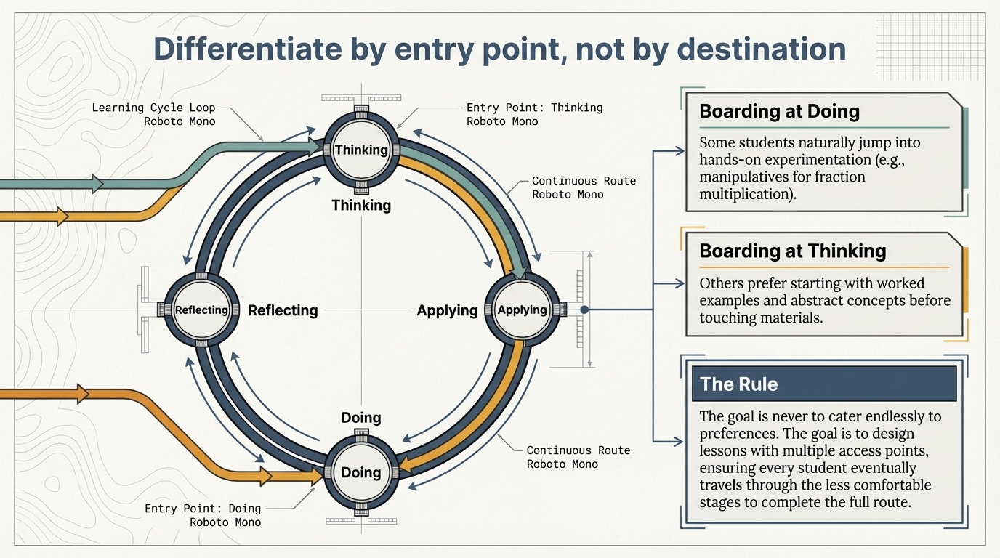 Differentiate by entry point, not by destination
Learning Cycle Loop
Roboto Mono
Entry Point: Thinking
Roboto Mono
Thinking
Thinking
Continuous Route
Roboto Mono
Reflecting
Reflecting
Applying
Applying
Doing
Doing
Continuous Route
Roboto Mono
Entry Point: Doing
Roboto Mono
Boarding at Doing
Some students naturally jump into
hands-on experimentation (e.g.,
manipulatives for fraction
multiplication).
Boarding at Thinking
Others prefer starting with worked
examples and abstract concepts before
touching materials.
The Rule
The goal is never to cater endlessly to
preferences. The goal is to design
lessons with multiple access points,
ensuring every student eventually
travels through the less comfortable
stages to complete the full route.